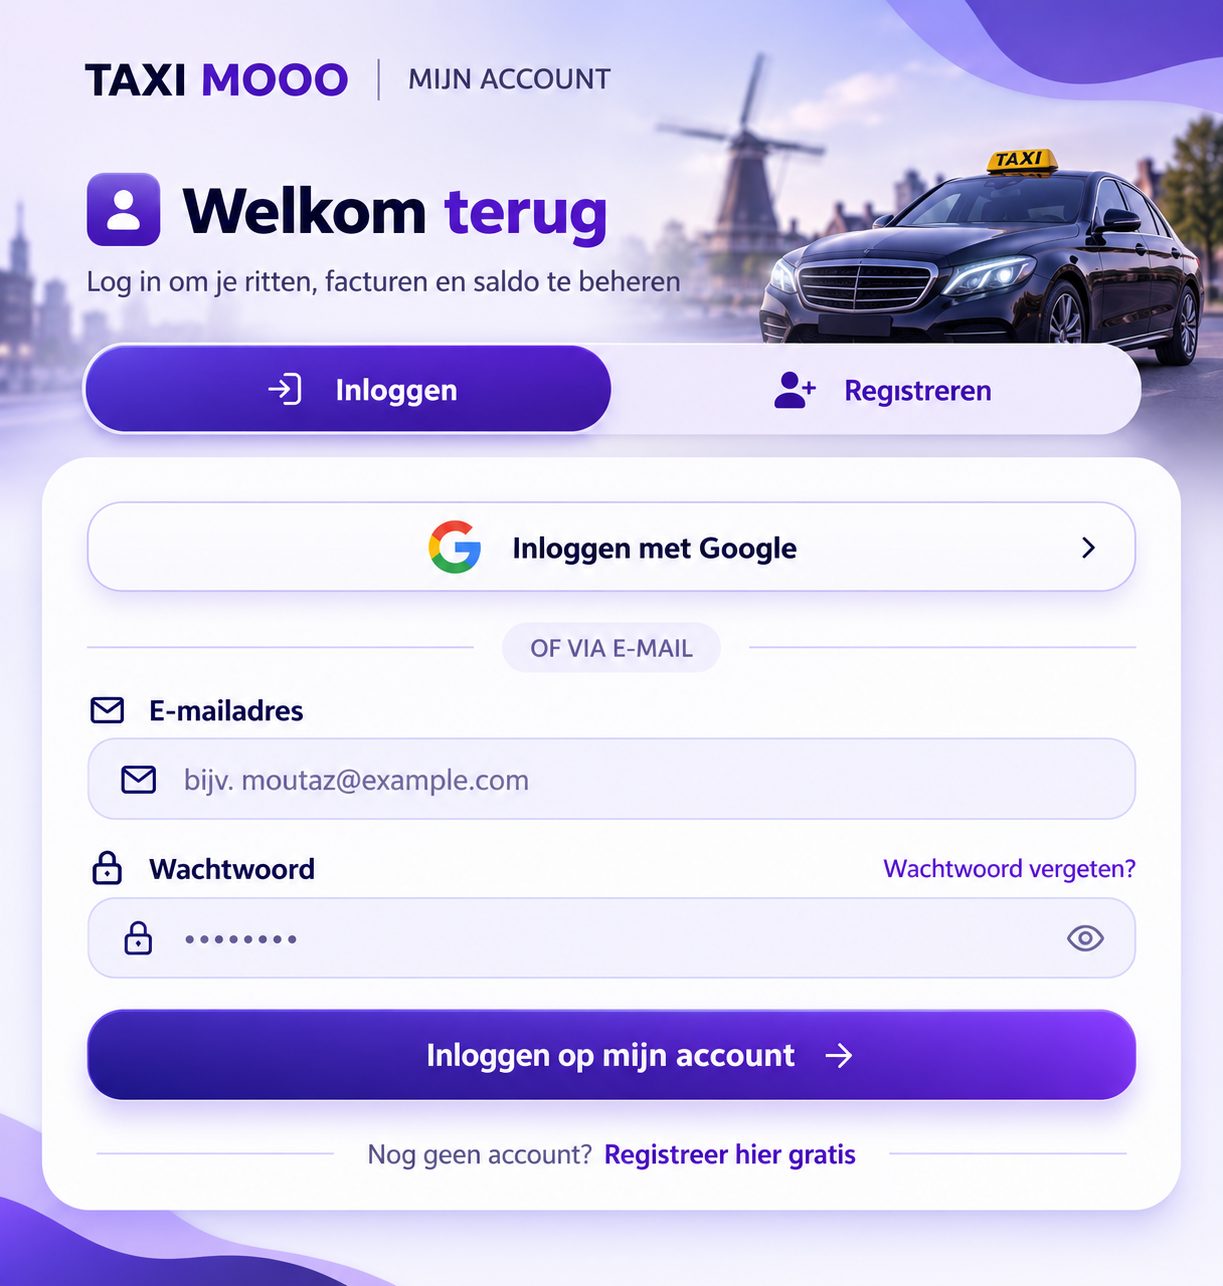 TAXI MOOO | MIJN ACCOUNT
TAXI
Welkom terug
Log in om je ritten, facturen en saldo te beheren
Inloggen
Registreren
Inloggen met Google
OF VIA E-MAIL
E-mailadres
bijv. moutaz@example.com
Wachtwoord
Wachtwoord vergeten?
••••••••
Inloggen op mijn account →
Nog geen account? Registreer hier gratis